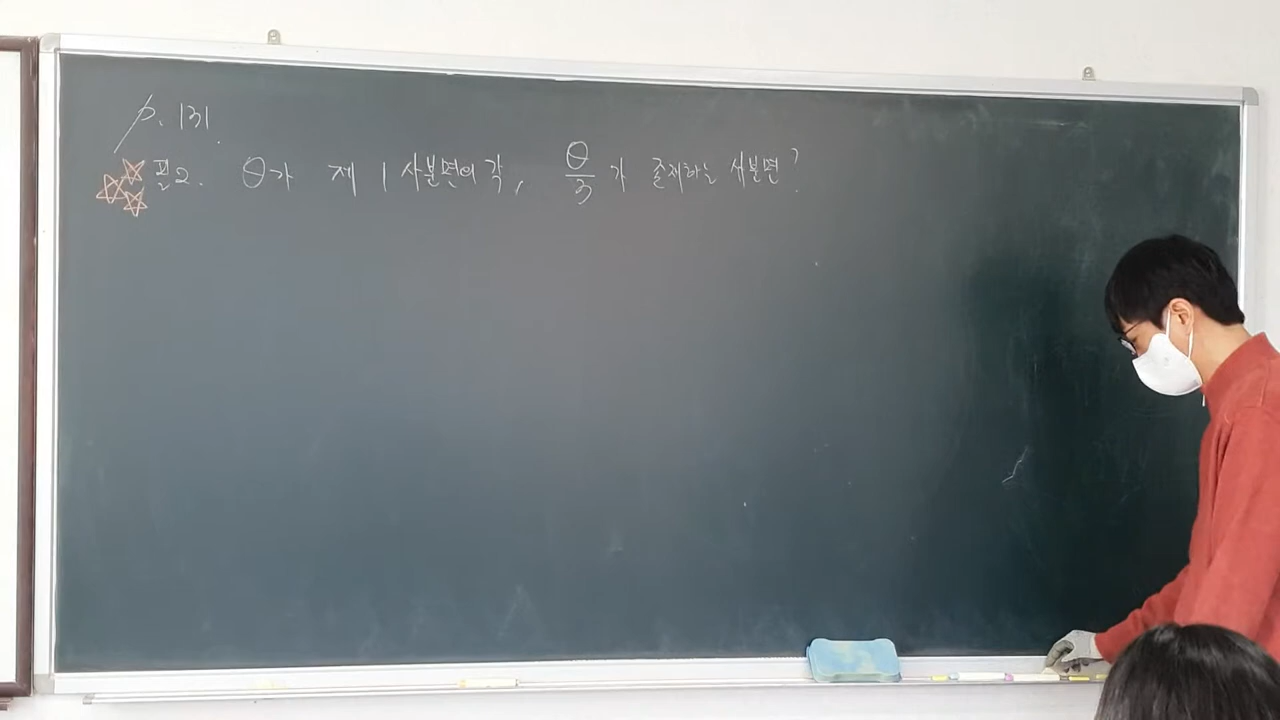 p. 131.
필 2. θ가 제 1 사분면의 각, θ/3 가 존재하는 사분면?